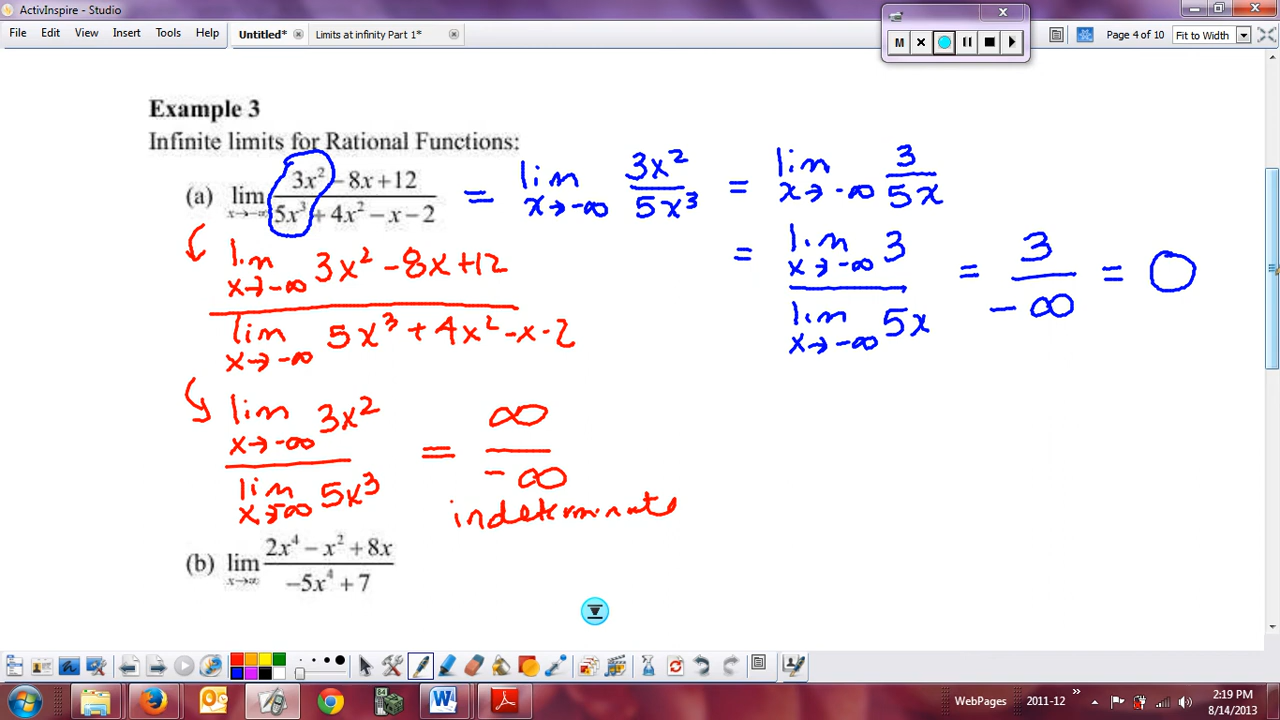 ActivInspire - Studio
File Edit View Insert Tools Help
Untitled* Limits at infinity Part 1*
M
Page 4 of 10 Fit to Width
Example 3
Infinite limits for Rational Functions:
(a) lim x→-∞ (3x² - 8x + 12)/(5x³ + 4x² - x - 2) = lim x→-∞ 3x²/5x³ = lim x→-∞ 3/5x
= lim x→-∞ 3 / lim x→-∞ 5x = 3/-∞ = 0
lim x→-∞ 3x² - 8x + 12
lim x→-∞ 5x³ + 4x² - x - 2
lim x→-∞ 3x² / lim x→-∞ 5x³ = ∞/-∞
indeterminate
(b) lim x→∞ (2x⁴ - x² + 8x)/(-5x⁴ + 7)
WebPages 2011-12 »
2:19 PM
8/14/2013